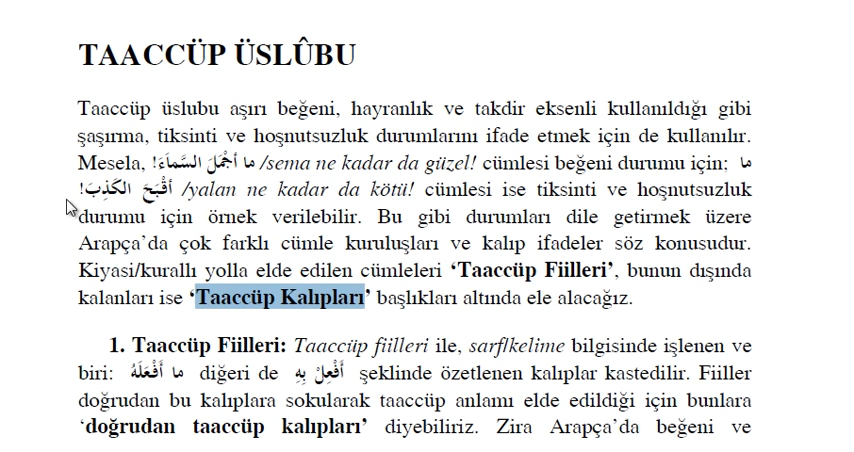 TAACCÜP ÜSLÛBU
Taaccüp üslubu aşırı beğeni, hayranlık ve takdir eksenli kullanıldığı gibi
şaşırma, tiksinti ve hoşnutsuzluk durumlarını ifade etmek için de kullanılır.
Mesela, ما أَجْمَلَ السَّماَءَ! /sema ne kadar da güzel! cümlesi beğeni durumu için; ما
أَقْبَحَ الكَذِبَ! /yalan ne kadar da kötü! cümlesi ise tiksinti ve hoşnutsuzluk
durumu için örnek verilebilir. Bu gibi durumları dile getirmek üzere
Arapça’da çok farklı cümle kuruluşları ve kalıp ifadeler söz konusudur.
Kiyasi/kurallı yolla elde edilen cümleleri ‘Taaccüp Fiilleri’, bunun dışında
kalanları ise ‘Taaccüp Kalıpları’ başlıkları altında ele alacağız.
1. Taaccüp Fiilleri: Taaccüp fiilleri ile, sarf/kelime bilgisinde işlenen ve
biri: ما أَفْعَلَهُ diğeri de أَفْعِلْ بِهِ şeklinde özetlenen kalıplar kastedilir. Fiiller
doğrudan bu kalıplara sokularak taaccüp anlamı elde edildiği için bunlara
‘doğrudan taaccüp kalıpları’ diyebiliriz. Zira Arapça’da beğeni ve